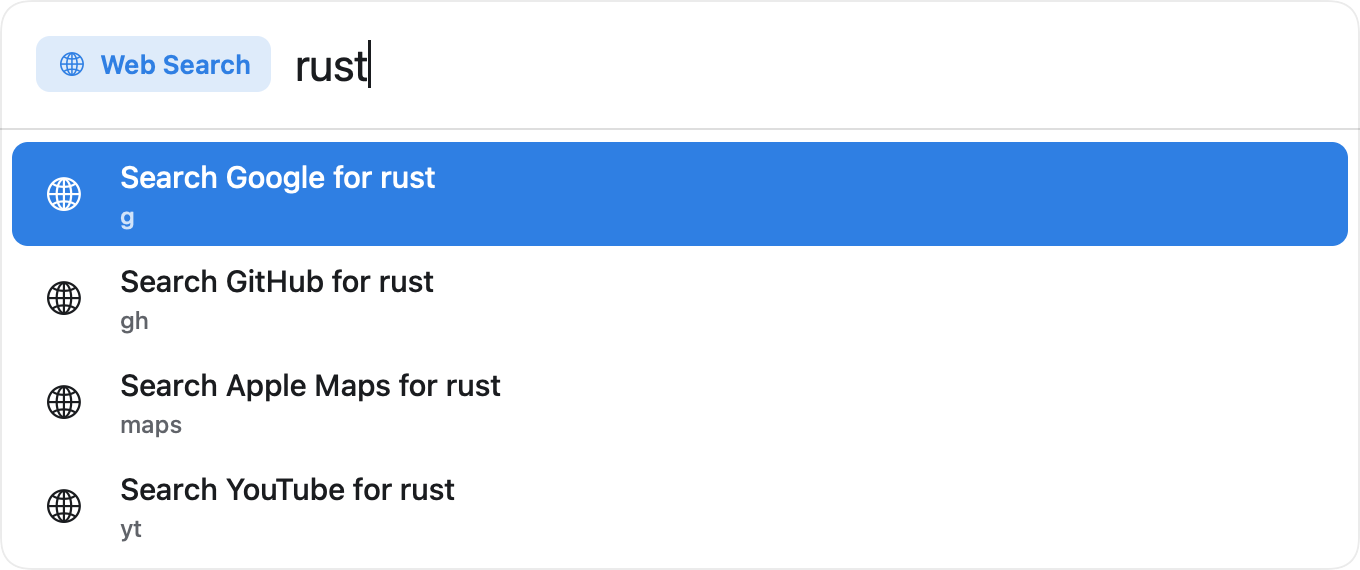 Web Search rust
Search Google for rust
g
Search GitHub for rust
gh
Search Apple Maps for rust
maps
Search YouTube for rust
yt